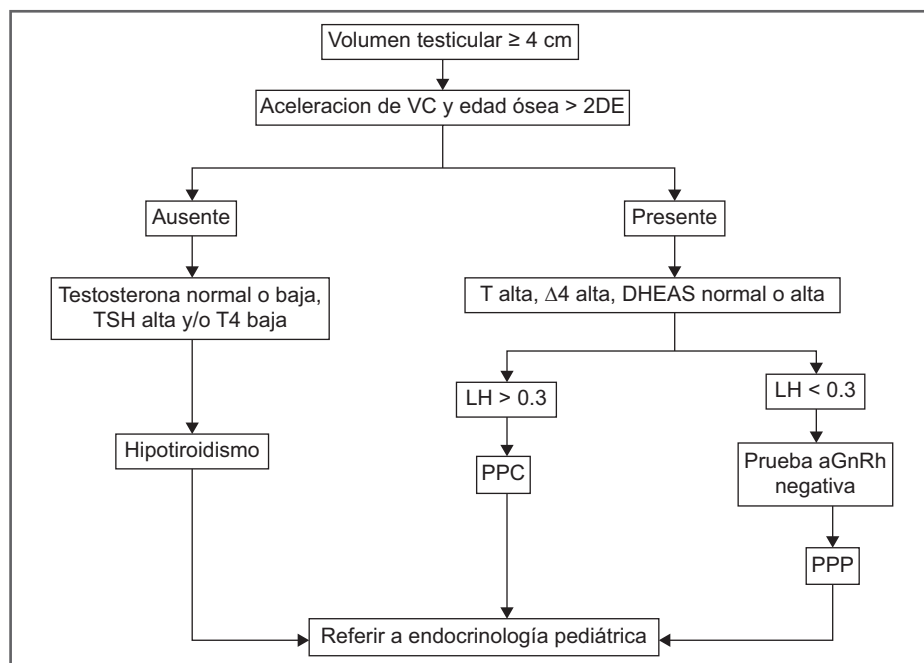 Volumen testicular ≥ 4 cm
Aceleracion de VC y edad ósea > 2DE
Ausente
Presente
Testosterona normal o baja,
TSH alta y/o T4 baja
T alta, Δ4 alta, DHEAS normal o alta
LH > 0.3
LH < 0.3
Hipotiroidismo
PPC
Prueba aGnRh
negativa
PPP
Referir a endocrinología pediátrica